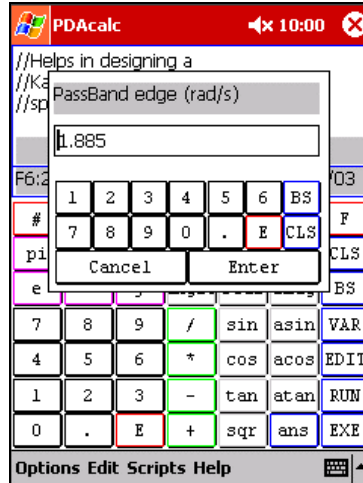 PDAcalc 10:00
//Helps in designing a
//Ka
//sp
PassBand edge (rad/s)
1.885
F6:2 '03
1 2 3 4 5 6 BS
7 8 9 0 . E CLS
Cancel Enter
# F
pi CLS
e BS
7 8 9 / sin asin VAR
4 5 6 * cos acos EDIT
1 2 3 - tan atan RUN
0 . E + sqr ans EXE
Options Edit Scripts Help